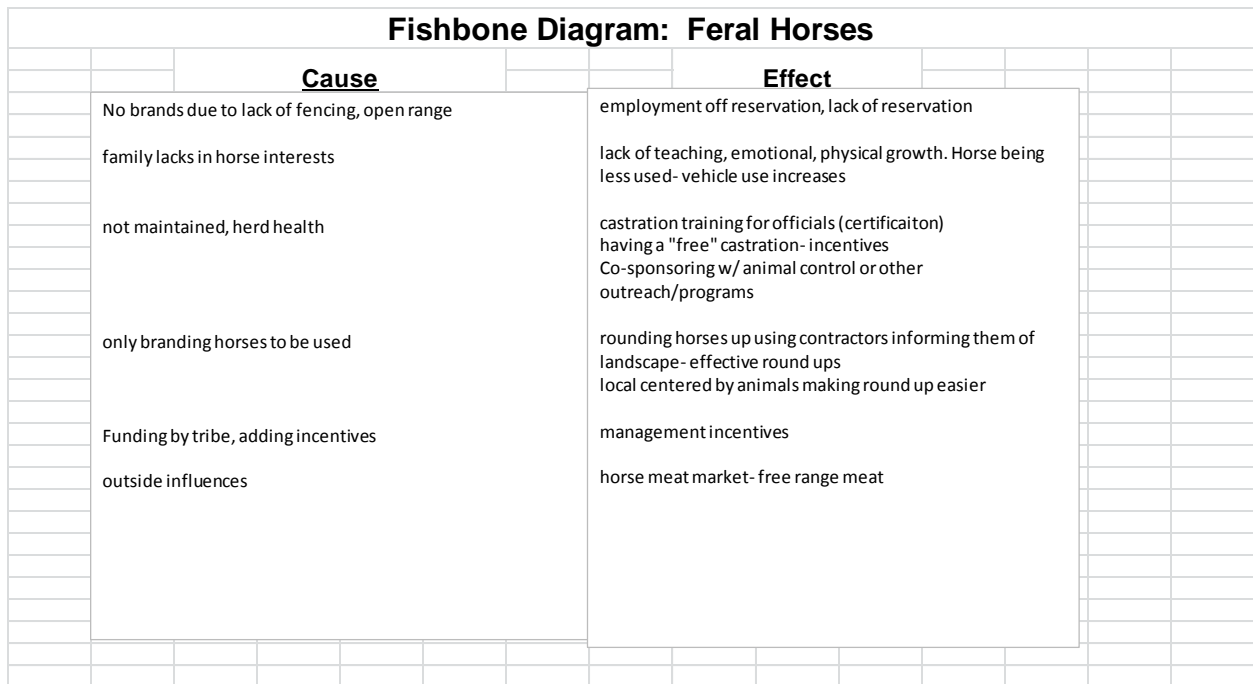 Fishbone Diagram: Feral Horses
Cause
Effect
No brands due to lack of fencing, open range
employment off reservation, lack of reservation
family lacks in horse interests
lack of teaching, emotional, physical growth. Horse being
less used- vehicle use increases
not maintained, herd health
castration training for officials (certificaiton)
having a "free" castration- incentives
Co-sponsoring w/ animal control or other
outreach/programs
only branding horses to be used
rounding horses up using contractors informing them of
landscape- effective round ups
local centered by animals making round up easier
Funding by tribe, adding incentives
management incentives
outside influences
horse meat market- free range meat